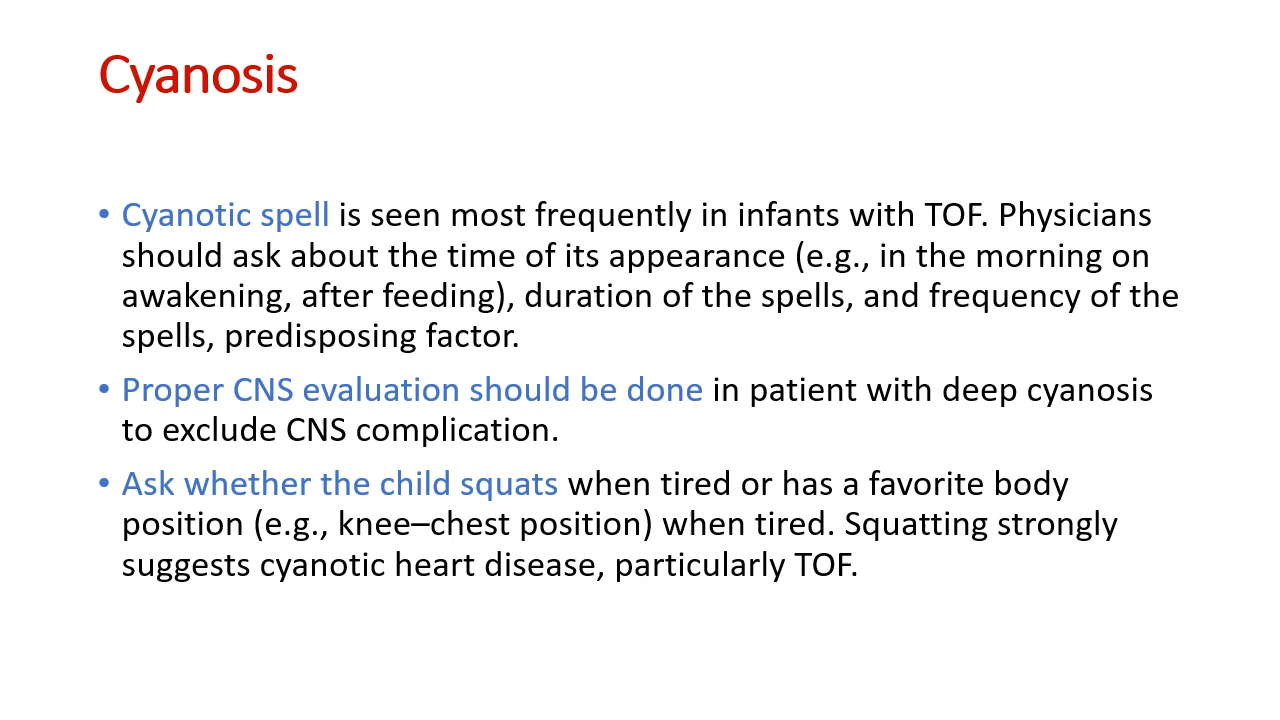 Cyanosis
• Cyanotic spell is seen most frequently in infants with TOF. Physicians
should ask about the time of its appearance (e.g., in the morning on
awakening, after feeding), duration of the spells, and frequency of the
spells, predisposing factor.
• Proper CNS evaluation should be done in patient with deep cyanosis
to exclude CNS complication.
• Ask whether the child squats when tired or has a favorite body
position (e.g., knee–chest position) when tired. Squatting strongly
suggests cyanotic heart disease, particularly TOF.